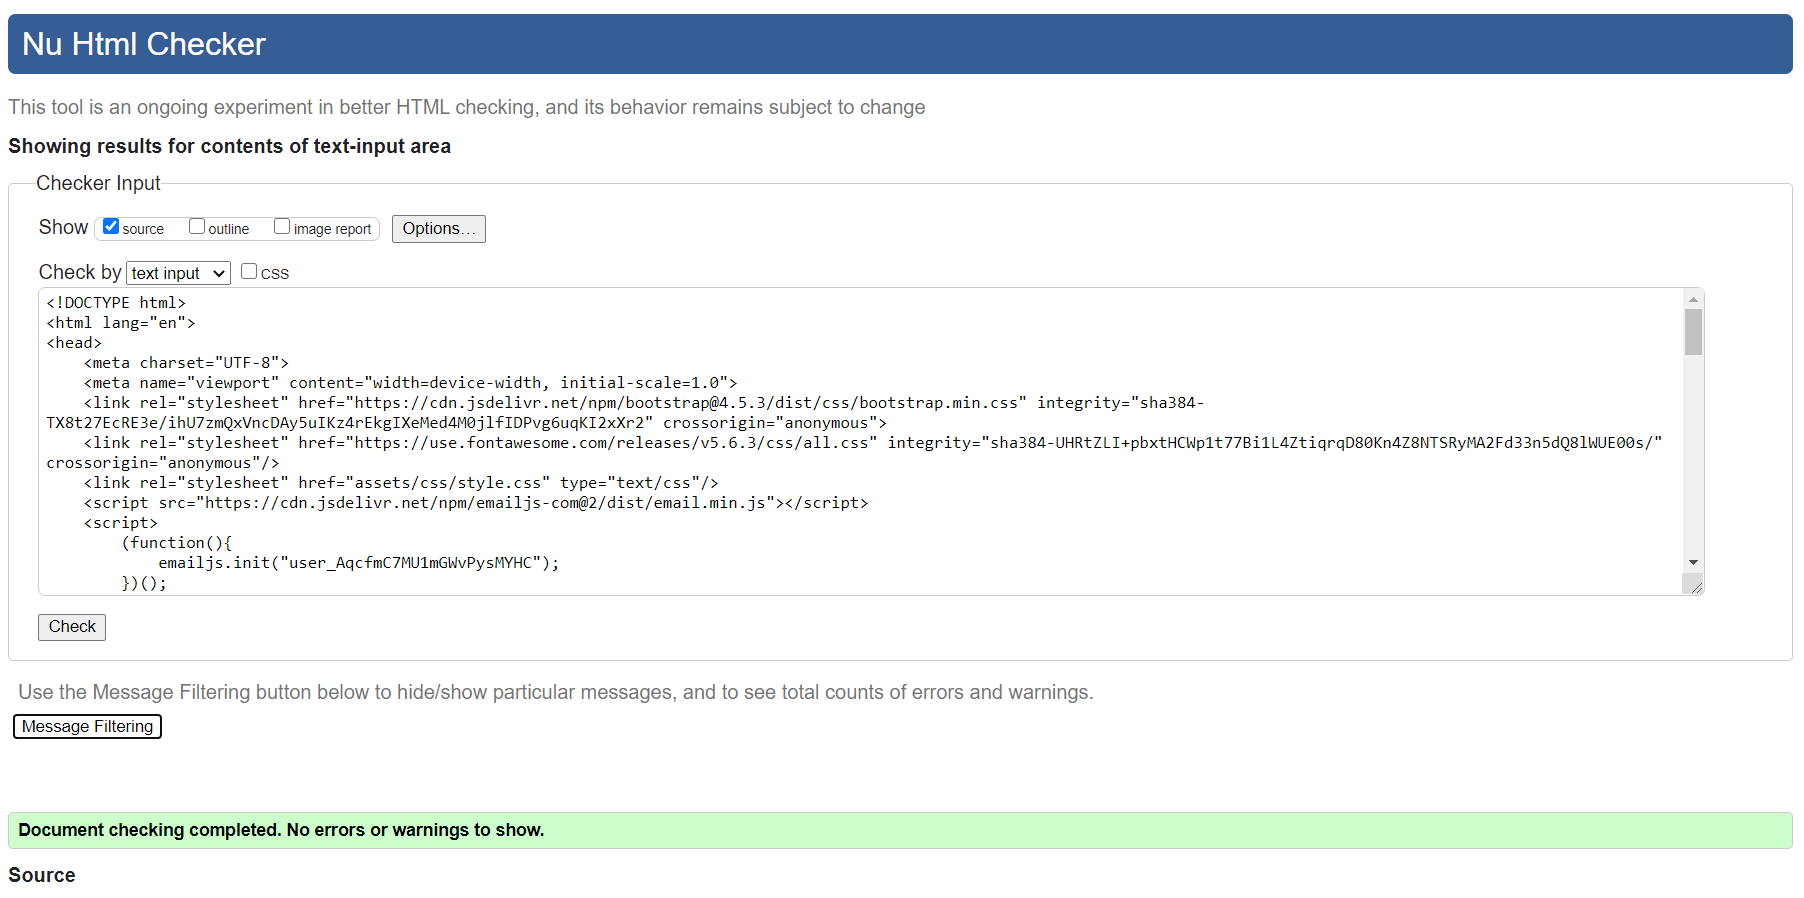 Nu Html Checker
This tool is an ongoing experiment in better HTML checking, and its behavior remains subject to change
Showing results for contents of text-input area
Checker Input
Show source outline image report Options...
Check by text input CSS
<!DOCTYPE html>
<html lang="en">
<head>
    <meta charset="UTF-8">
    <meta name="viewport" content="width=device-width, initial-scale=1.0">
    <link rel="stylesheet" href="https://cdn.jsdelivr.net/npm/bootstrap@4.5.3/dist/css/bootstrap.min.css" integrity="sha384-
TX8t27EcRE3e/ihU7zmQxVncDAy5uIKz4rEkgIXeMed4M0jlfIDPvg6uqKI2xXr2" crossorigin="anonymous">
    <link rel="stylesheet" href="https://use.fontawesome.com/releases/v5.6.3/css/all.css" integrity="sha384-UHRtZLI+pbxtHCWp1t77Bi1L4ZtiqrqD80Kn4Z8NTSRyMA2Fd33n5dQ8lWUE00s/"
crossorigin="anonymous"/>
    <link rel="stylesheet" href="assets/css/style.css" type="text/css"/>
    <script src="https://cdn.jsdelivr.net/npm/emailjs-com@2/dist/email.min.js"></script>
    <script>
        (function(){
            emailjs.init("user_AqcfmC7MU1mGWvPysMYHC");
        })();
Check
Use the Message Filtering button below to hide/show particular messages, and to see total counts of errors and warnings.
Message Filtering
Document checking completed. No errors or warnings to show.
Source